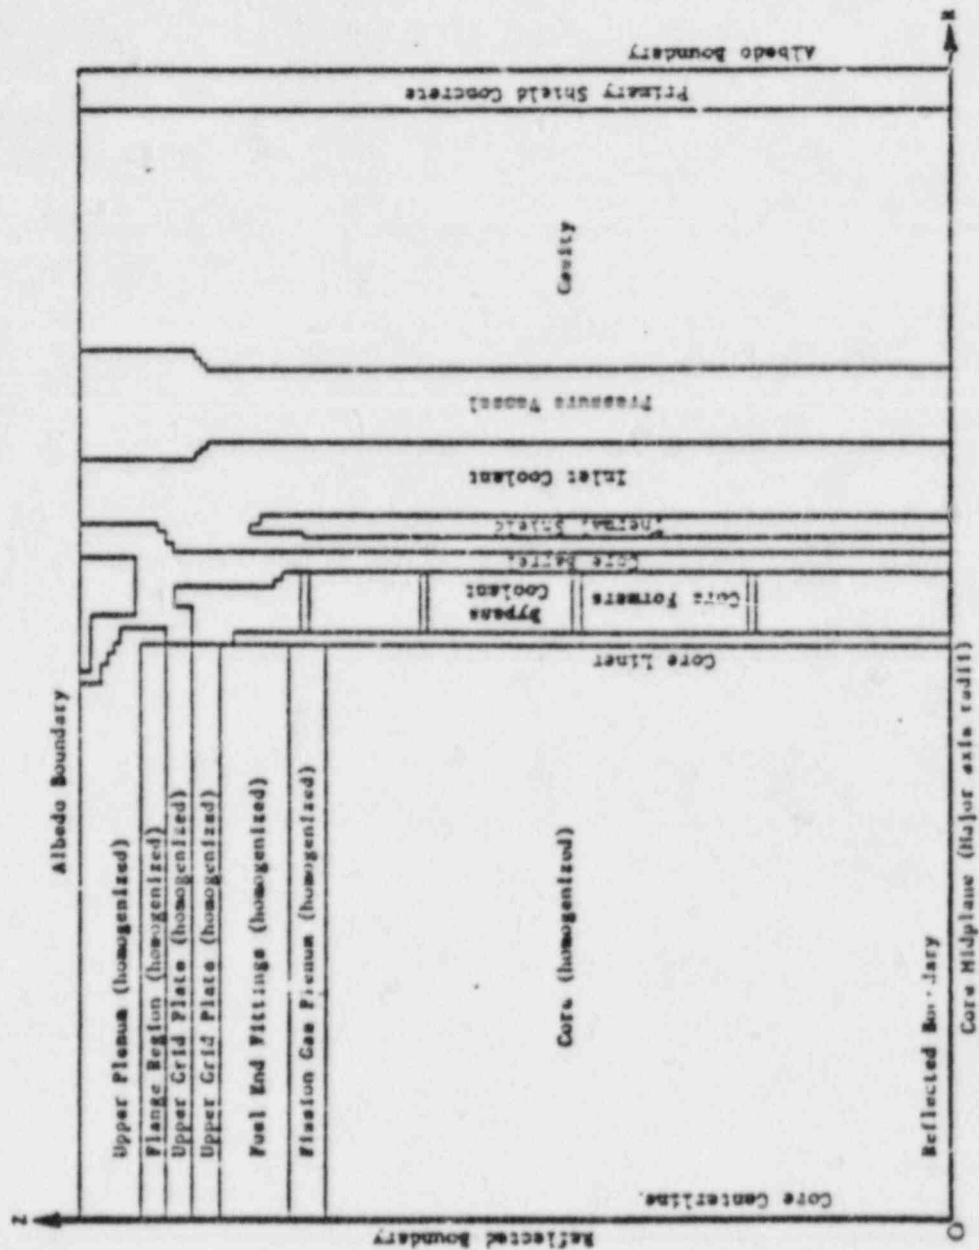 Albedo Boundary
Upper Plenum (homogenized)
Flange Region (homogenized)
Upper Grid Plate (homogenized)
Upper Grid Plate (homogenized)
Fuel End Fittings (homogenized)
Fission Gas Plenum (homogenized)
Core (homogenized)
Reflected
Core Midplane (Major axis radii)
Cavity
Albedo Boundary
Primary Shield Concrete
Pressure Vessel
Inlet Coolant
Thermal Shield
Core Barrel
Bypass
Coolant
Core Formers
Core Liner
Core Centerline
Reflected Boundary
Z
R
O